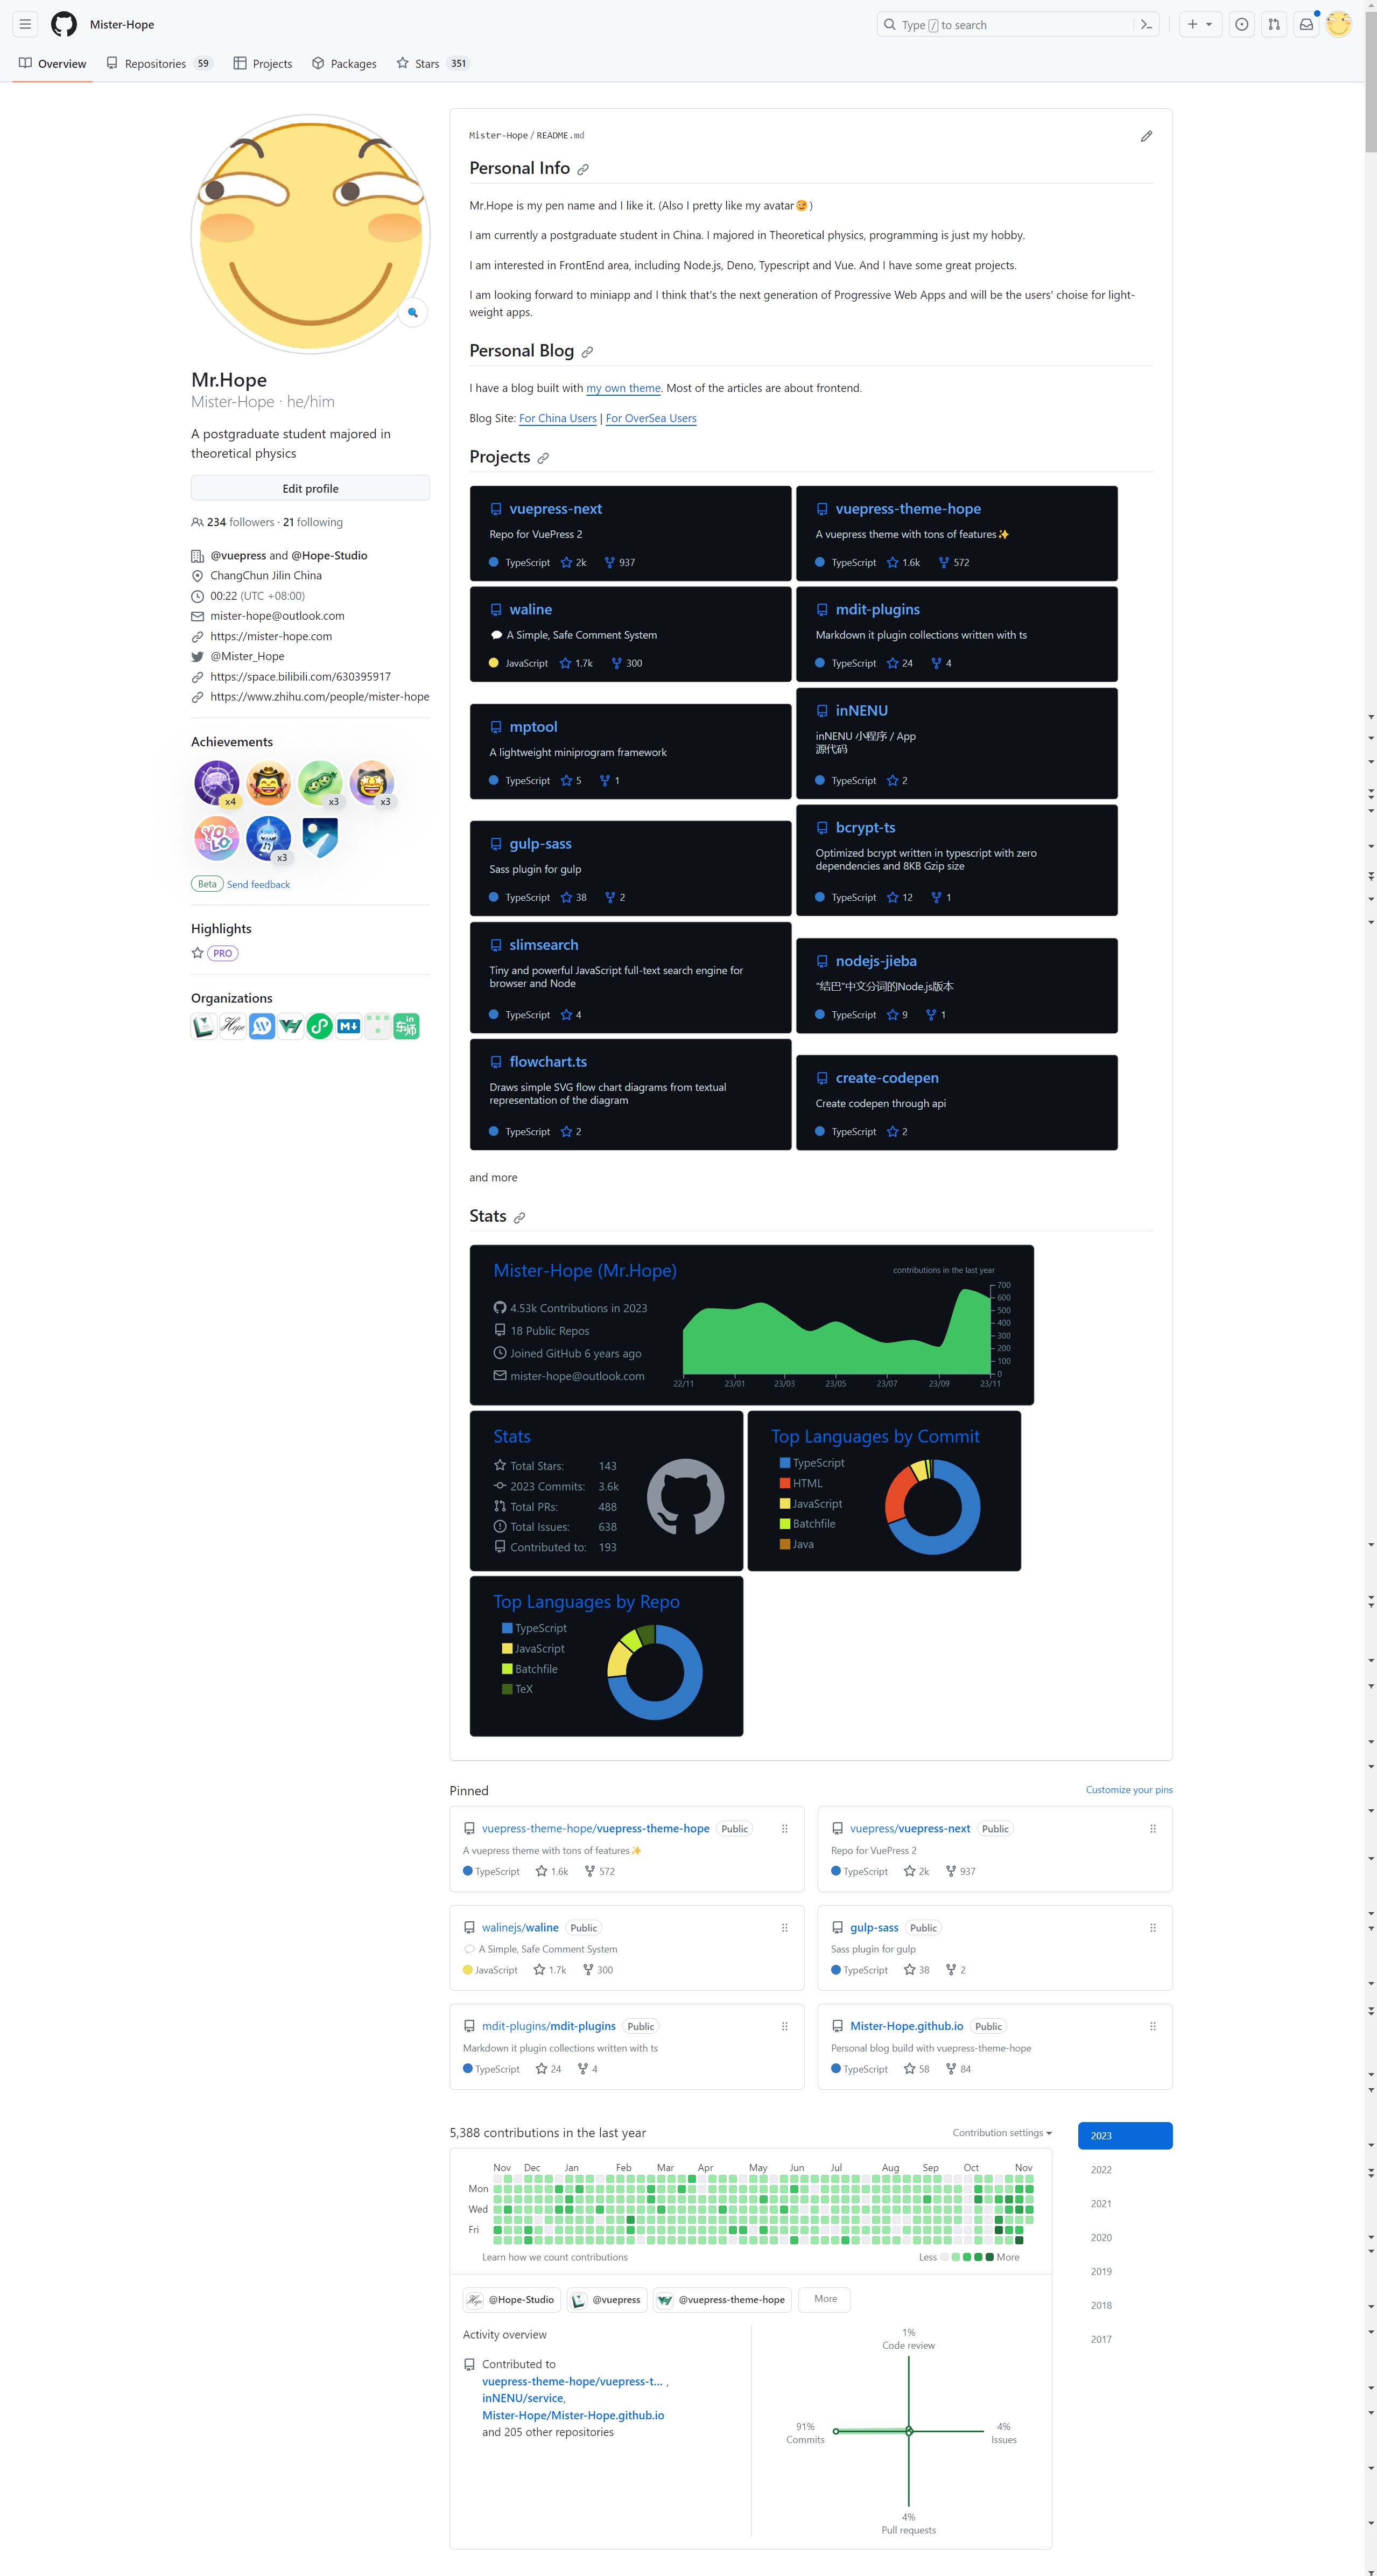 Mister-Hope
Type / to search
Overview
Repositories 59
Projects
Packages
Stars 351
Mr.Hope
Mister-Hope · he/him
A postgraduate student majored in
theoretical physics
Edit profile
234 followers · 21 following
@vuepress and @Hope-Studio
ChangChun Jilin China
00:22 (UTC +08:00)
mister-hope@outlook.com
https://mister-hope.com
@Mister_Hope
https://space.bilibili.com/630395917
https://www.zhihu.com/people/mister-hope
Achievements
x4
x3
x3
YOLO
x3
Beta Send feedback
Highlights
PRO
Organizations
Hope
M
in
东师
Mister-Hope / README.md
Personal Info
Mr.Hope is my pen name and I like it. (Also I pretty like my avatar😉)
I am currently a postgraduate student in China. I majored in Theoretical physics, programming is just my hobby.
I am interested in FrontEnd area, including Node.js, Deno, Typescript and Vue. And I have some great projects.
I am looking forward to miniapp and I think that's the next generation of Progressive Web Apps and will be the users' choise for light-
weight apps.
Personal Blog
I have a blog built with my own theme. Most of the articles are about frontend.
Blog Site: For China Users | For OverSea Users
Projects
vuepress-next
Repo for VuePress 2
TypeScript 2k 937
vuepress-theme-hope
A vuepress theme with tons of features✨
TypeScript 1.6k 572
waline
💬 A Simple, Safe Comment System
JavaScript 1.7k 300
mdit-plugins
Markdown it plugin collections written with ts
TypeScript 24 4
mptool
A lightweight miniprogram framework
TypeScript 5 1
inNENU
inNENU 小程序 / App
源代码
TypeScript 2
gulp-sass
Sass plugin for gulp
TypeScript 38 2
bcrypt-ts
Optimized bcrypt written in typescript with zero
dependencies and 8KB Gzip size
TypeScript 12 1
slimsearch
Tiny and powerful JavaScript full-text search engine for
browser and Node
TypeScript 4
nodejs-jieba
"结巴"中文分词的Node.js版本
TypeScript 9 1
flowchart.ts
Draws simple SVG flow chart diagrams from textual
representation of the diagram
TypeScript 2
create-codepen
Create codepen through api
TypeScript 2
and more
Stats
Mister-Hope (Mr.Hope)
4.53k Contributions in 2023
18 Public Repos
Joined GitHub 6 years ago
mister-hope@outlook.com
contributions in the last year
700
600
500
400
300
200
100
0
22/11 23/01 23/03 23/05 23/07 23/09 23/11
Stats
Total Stars: 143
2023 Commits: 3.6k
Total PRs: 488
Total Issues: 638
Contributed to: 193
Top Languages by Commit
TypeScript
HTML
JavaScript
Batchfile
Java
Top Languages by Repo
TypeScript
JavaScript
Batchfile
TeX
Pinned
Customize your pins
vuepress-theme-hope/vuepress-theme-hope Public
A vuepress theme with tons of features✨
TypeScript 1.6k 572
vuepress/vuepress-next Public
Repo for VuePress 2
TypeScript 2k 937
walinejs/waline Public
💬 A Simple, Safe Comment System
JavaScript 1.7k 300
gulp-sass Public
Sass plugin for gulp
TypeScript 38 2
mdit-plugins/mdit-plugins Public
Markdown it plugin collections written with ts
TypeScript 24 4
Mister-Hope.github.io Public
Personal blog build with vuepress-theme-hope
TypeScript 58 84
5,388 contributions in the last year
Contribution settings
Nov Dec Jan Feb Mar Apr May Jun Jul Aug Sep Oct Nov
Mon
Wed
Fri
Learn how we count contributions
Less More
2023
2022
2021
2020
2019
2018
2017
Hope @Hope-Studio
@vuepress
@vuepress-theme-hope
More
Activity overview
Contributed to
vuepress-theme-hope/vuepress-t... ,
inNENU/service,
Mister-Hope/Mister-Hope.github.io
and 205 other repositories
1%
Code review
91%
Commits
4%
Issues
4%
Pull requests